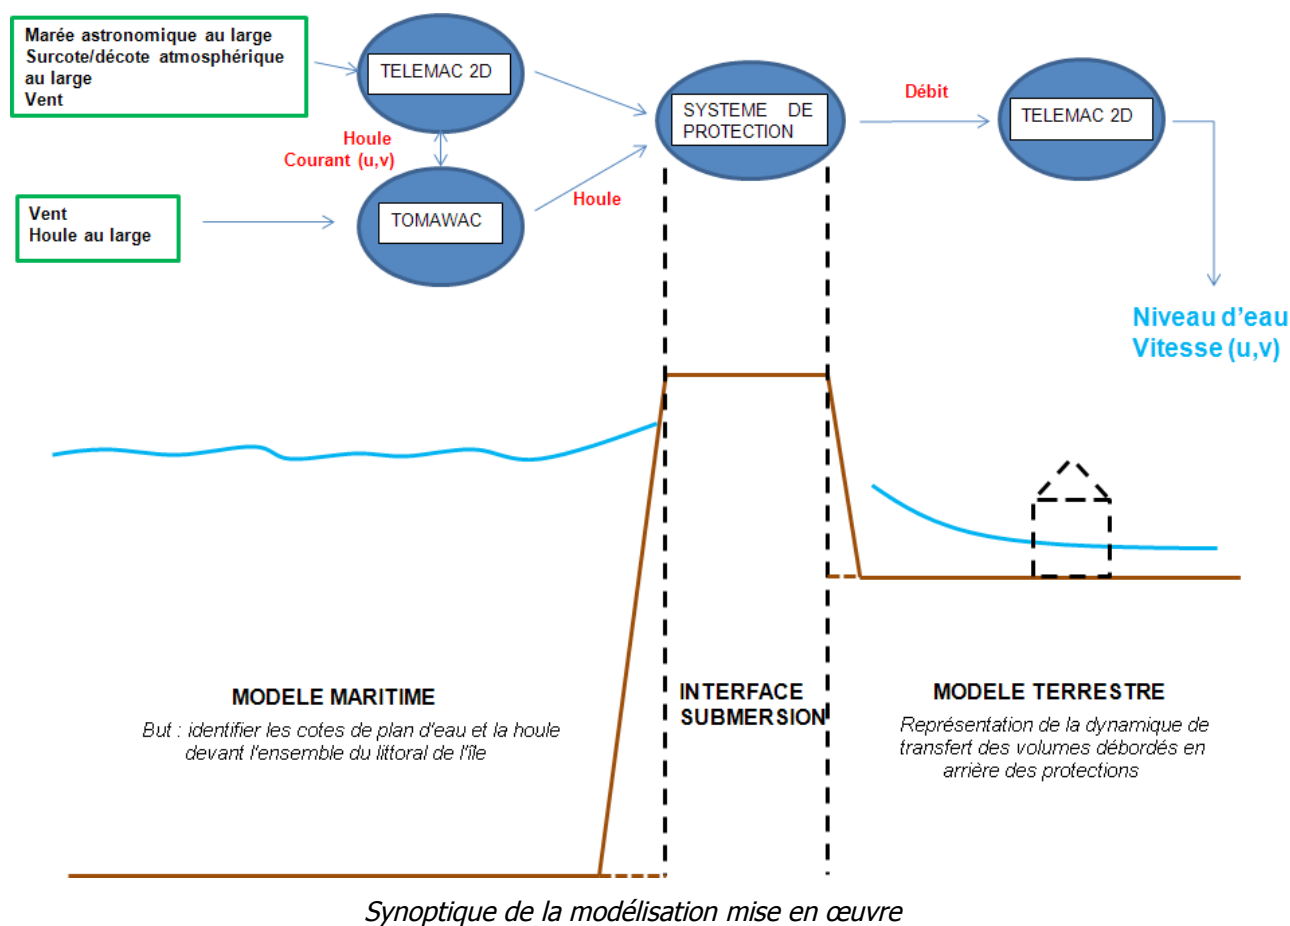 Marée astronomique au large
Surcote/décote atmosphérique
au large
Vent
TELEMAC 2D
SYSTEME DE
PROTECTION
Débit
TELEMAC 2D
Houle
Courant (u,v)
Vent
Houle au large
TOMAWAC
Houle
Niveau d'eau
Vitesse (u,v)
MODELE MARITIME
But : identifier les cotes de plan d'eau et la houle
devant l'ensemble du littoral de l'île
INTERFACE
SUBMERSION
MODELE TERRESTRE
Représentation de la dynamique de
transfert des volumes débordés en
arrière des protections
Synoptique de la modélisation mise en œuvre